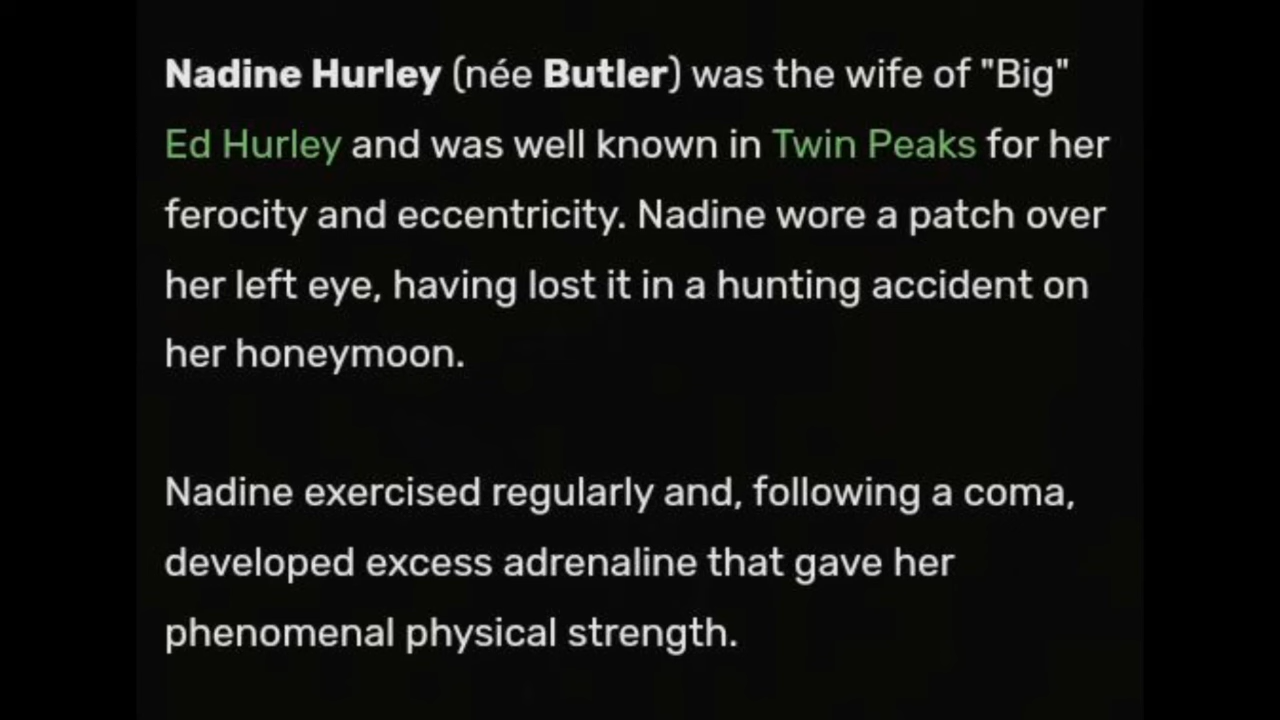 Nadine Hurley (née Butler) was the wife of "Big"
Ed Hurley and was well known in Twin Peaks for her
ferocity and eccentricity. Nadine wore a patch over
her left eye, having lost it in a hunting accident on
her honeymoon.
Nadine exercised regularly and, following a coma,
developed excess adrenaline that gave her
phenomenal physical strength.